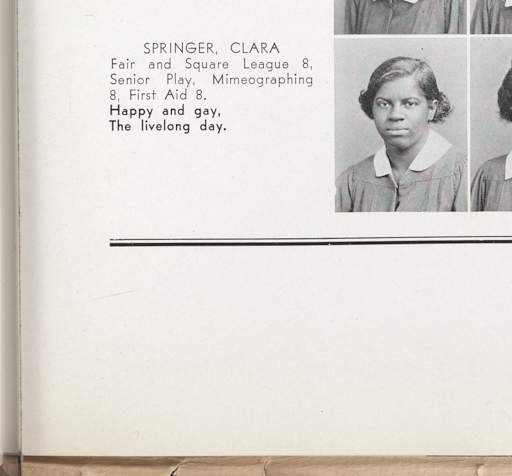 SPRINGER, CLARA
Fair and Square League 8,
Senior Play, Mimeographing
8, First Aid 8.
Happy and gay,
The livelong day.